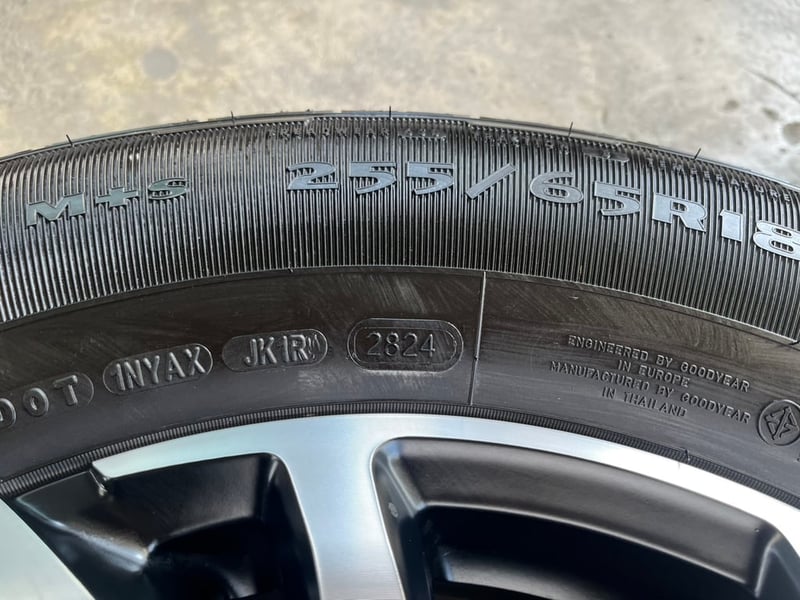 M+S 255/65R18
DOT 1NYAX JK1R 2824
ENGINEERED BY GOODYEAR
IN EUROPE
MANUFACTURED BY GOODYEAR
IN THAILAND